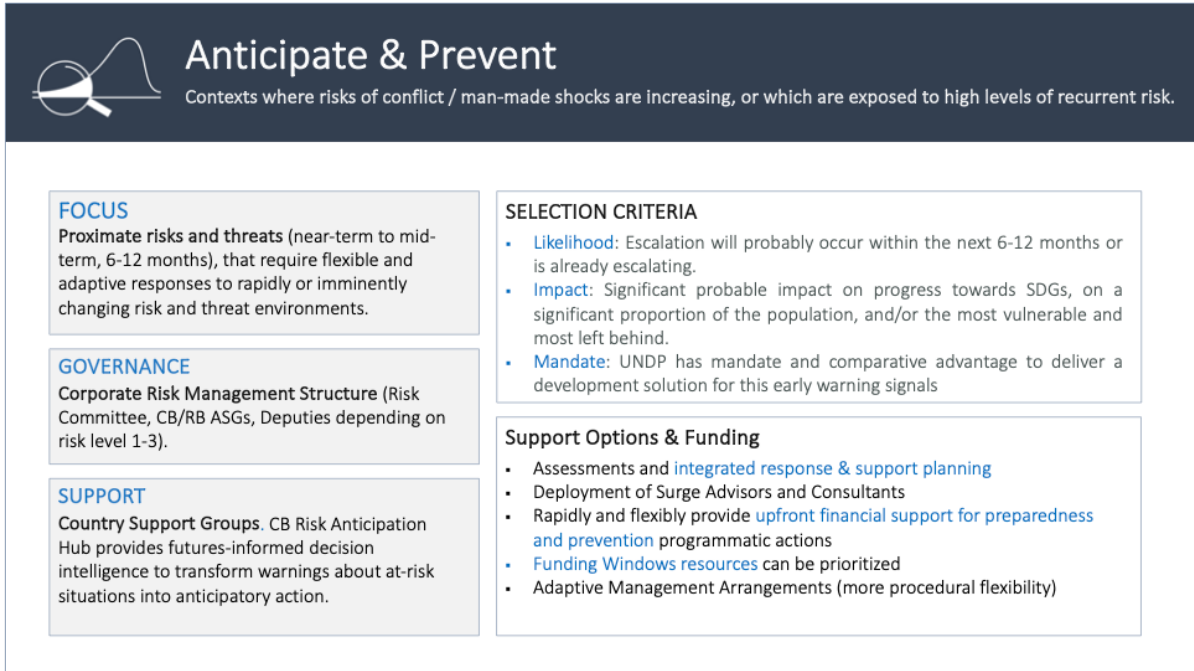 Anticipate & Prevent
Contexts where risks of conflict / man-made shocks are increasing, or which are exposed to high levels of recurrent risk.
FOCUS
Proximate risks and threats (near-term to mid-
term, 6-12 months), that require flexible and
adaptive responses to rapidly or imminently
changing risk and threat environments.
GOVERNANCE
Corporate Risk Management Structure (Risk
Committee, CB/RB ASGs, Deputies depending on
risk level 1-3).
SUPPORT
Country Support Groups. CB Risk Anticipation
Hub provides futures-informed decision
intelligence to transform warnings about at-risk
situations into anticipatory action.
SELECTION CRITERIA
▪ Likelihood: Escalation will probably occur within the next 6-12 months or
is already escalating.
▪ Impact: Significant probable impact on progress towards SDGs, on a
significant proportion of the population, and/or the most vulnerable and
most left behind.
▪ Mandate: UNDP has mandate and comparative advantage to deliver a
development solution for this early warning signals
Support Options & Funding
▪ Assessments and integrated response & support planning
▪ Deployment of Surge Advisors and Consultants
▪ Rapidly and flexibly provide upfront financial support for preparedness
and prevention programmatic actions
▪ Funding Windows resources can be prioritized
▪ Adaptive Management Arrangements (more procedural flexibility)